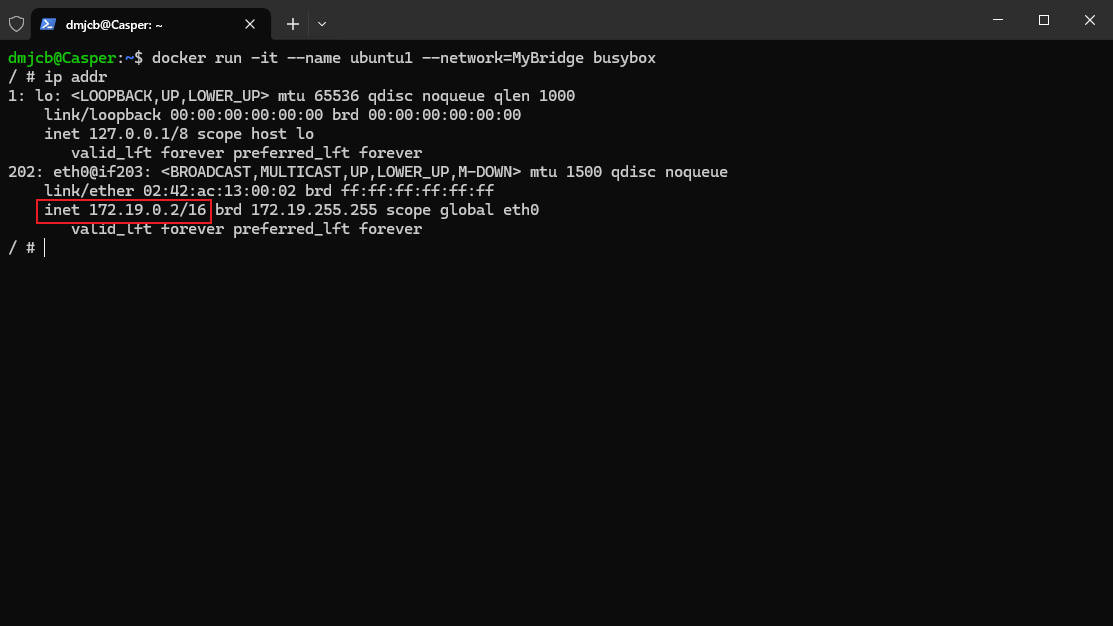 dmjcb@Casper: ~
dmjcb@Casper:~$ docker run -it --name ubuntu1 --network=MyBridge busybox
/ # ip addr
1: lo: <LOOPBACK,UP,LOWER_UP> mtu 65536 qdisc noqueue qlen 1000
    link/loopback 00:00:00:00:00:00 brd 00:00:00:00:00:00
    inet 127.0.0.1/8 scope host lo
       valid_lft forever preferred_lft forever
202: eth0@if203: <BROADCAST,MULTICAST,UP,LOWER_UP,M-DOWN> mtu 1500 qdisc noqueue
    link/ether 02:42:ac:13:00:02 brd ff:ff:ff:ff:ff:ff
    inet 172.19.0.2/16 brd 172.19.255.255 scope global eth0
       valid_lft forever preferred_lft forever
/ #